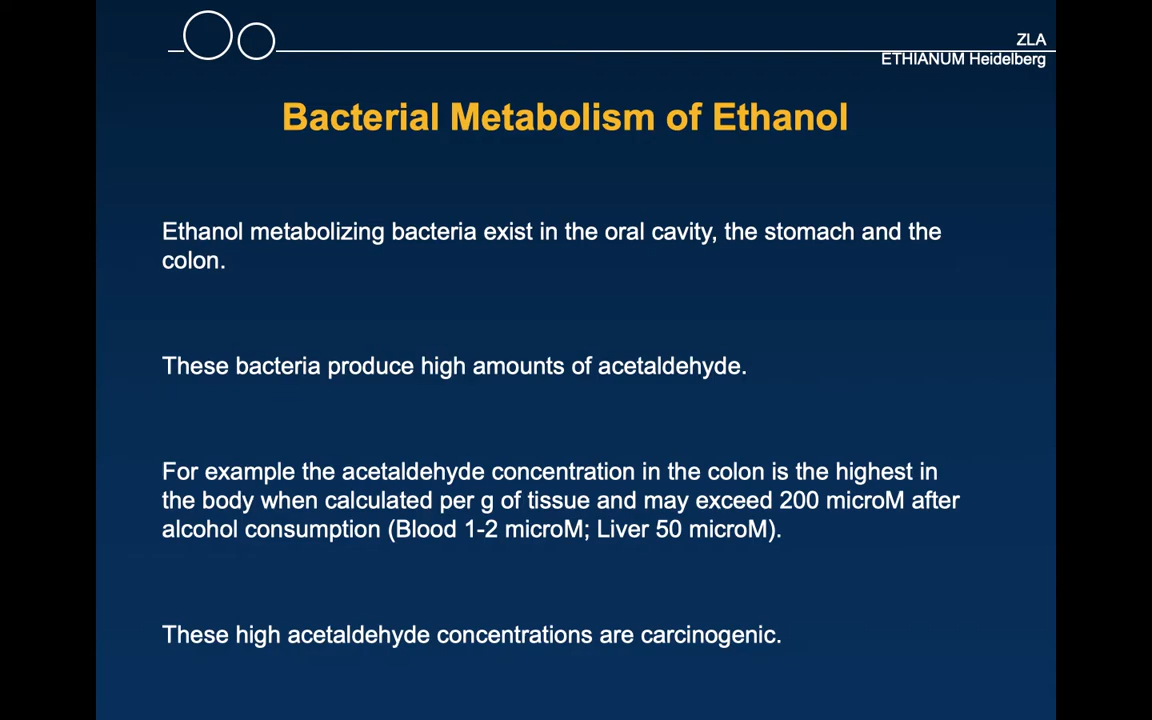 ZLA
ETHIANUM Heidelberg
Bacterial Metabolism of Ethanol
Ethanol metabolizing bacteria exist in the oral cavity, the stomach and the
colon.
These bacteria produce high amounts of acetaldehyde.
For example the acetaldehyde concentration in the colon is the highest in
the body when calculated per g of tissue and may exceed 200 microM after
alcohol consumption (Blood 1-2 microM; Liver 50 microM).
These high acetaldehyde concentrations are carcinogenic.